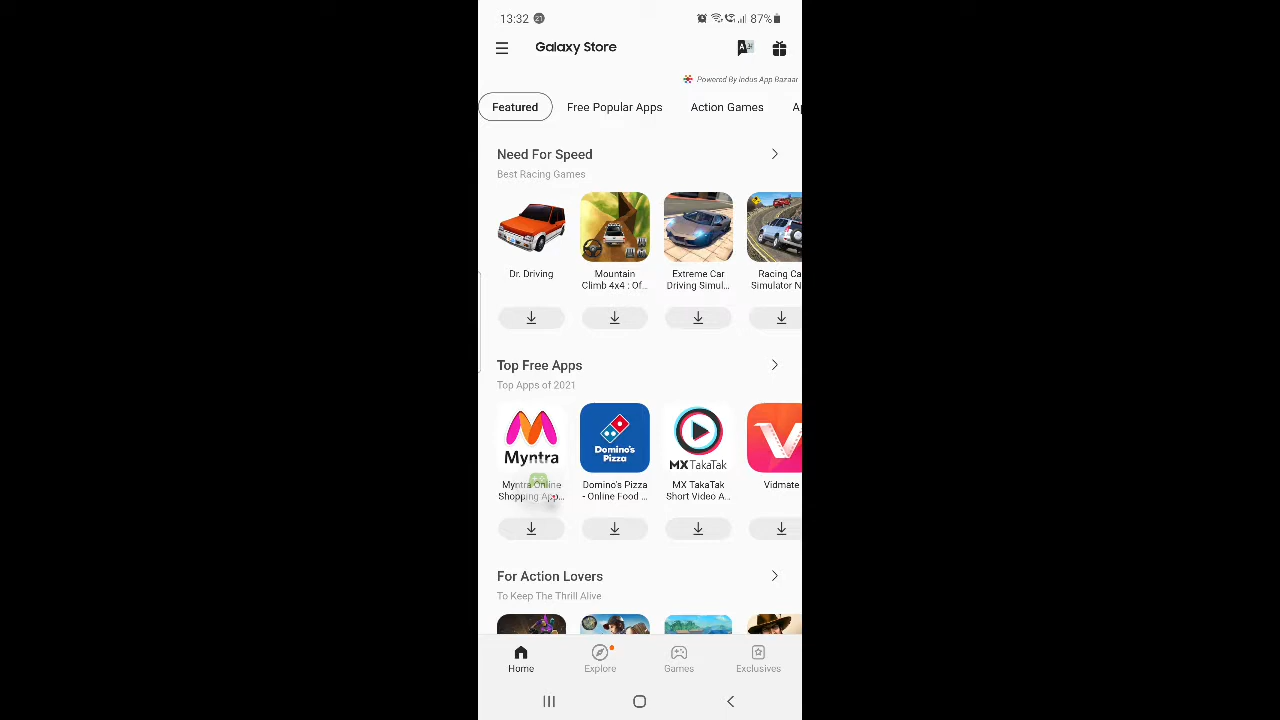 13:32 21 87%
Galaxy Store
Powered By Indus App Bazaar
Featured Free Popular Apps Action Games
Need For Speed
Best Racing Games
Dr. Driving Mountain Climb 4x4 : Of... Extreme Car Driving Simul... Racing Ca Simulator N
Top Free Apps
Top Apps of 2021
Myntra Domino's Pizza MX TakaTak
Myntra Online Shopping App... Domino's Pizza - Online Food ... MX TakaTak Short Video A... Vidmate
For Action Lovers
To Keep The Thrill Alive
Home Explore Games Exclusives